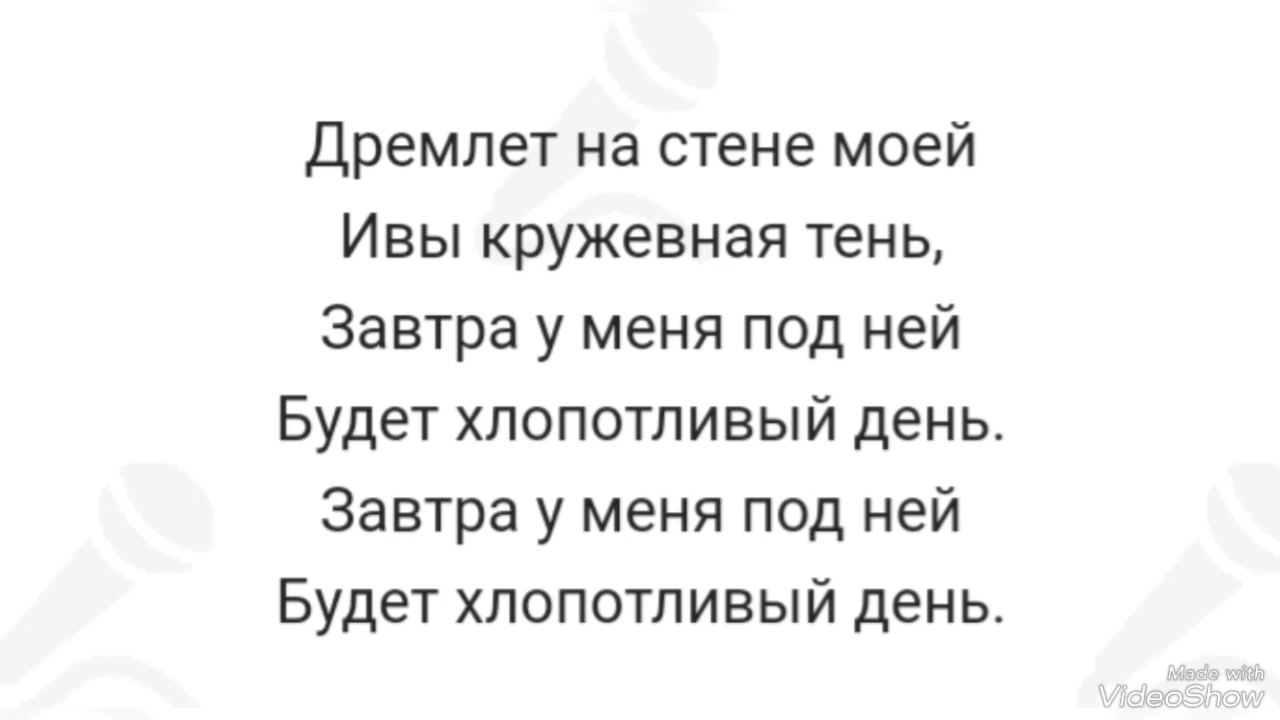 Дремлет на стене моей
Ивы кружевная тень,
Завтра у меня под ней
Будет хлопотливый день.
Завтра у меня под ней
Будет хлопотливый день.
Made with
VideoShow